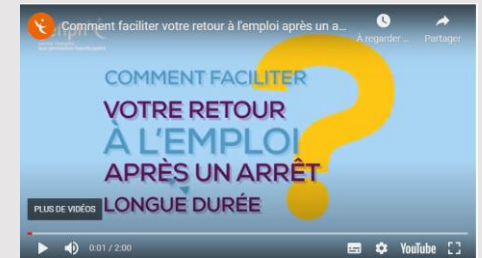 Comment faciliter votre retour à l'emploi après un a...
À regarder ...
Partager
COMMENT FACILITER
VOTRE RETOUR
À L'EMPLOI
APRÈS UN ARRÊT
LONGUE DURÉE
PLUS DE VIDÉOS
0:01 / 2:00
YouTube